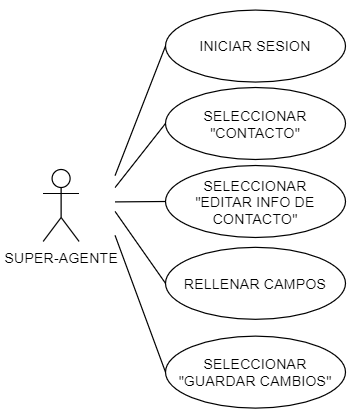 INICIAR SESION
SELECCIONAR
"CONTACTO"
SELECCIONAR
"EDITAR INFO DE
CONTACTO"
SUPER-AGENTE
RELLENAR CAMPOS
SELECCIONAR
"GUARDAR CAMBIOS"